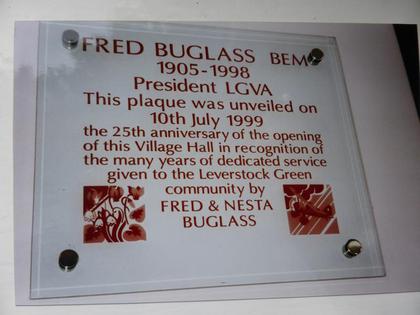 FRED BUGLASS BEM
1905-1998
President LGVA
This plaque was unveiled on
10th July 1999
the 25th anniversary of the opening
of this Village Hall in recognition of
the many years of dedicated service
given to the Leverstock Green
community by
FRED & NESTA
BUGLASS